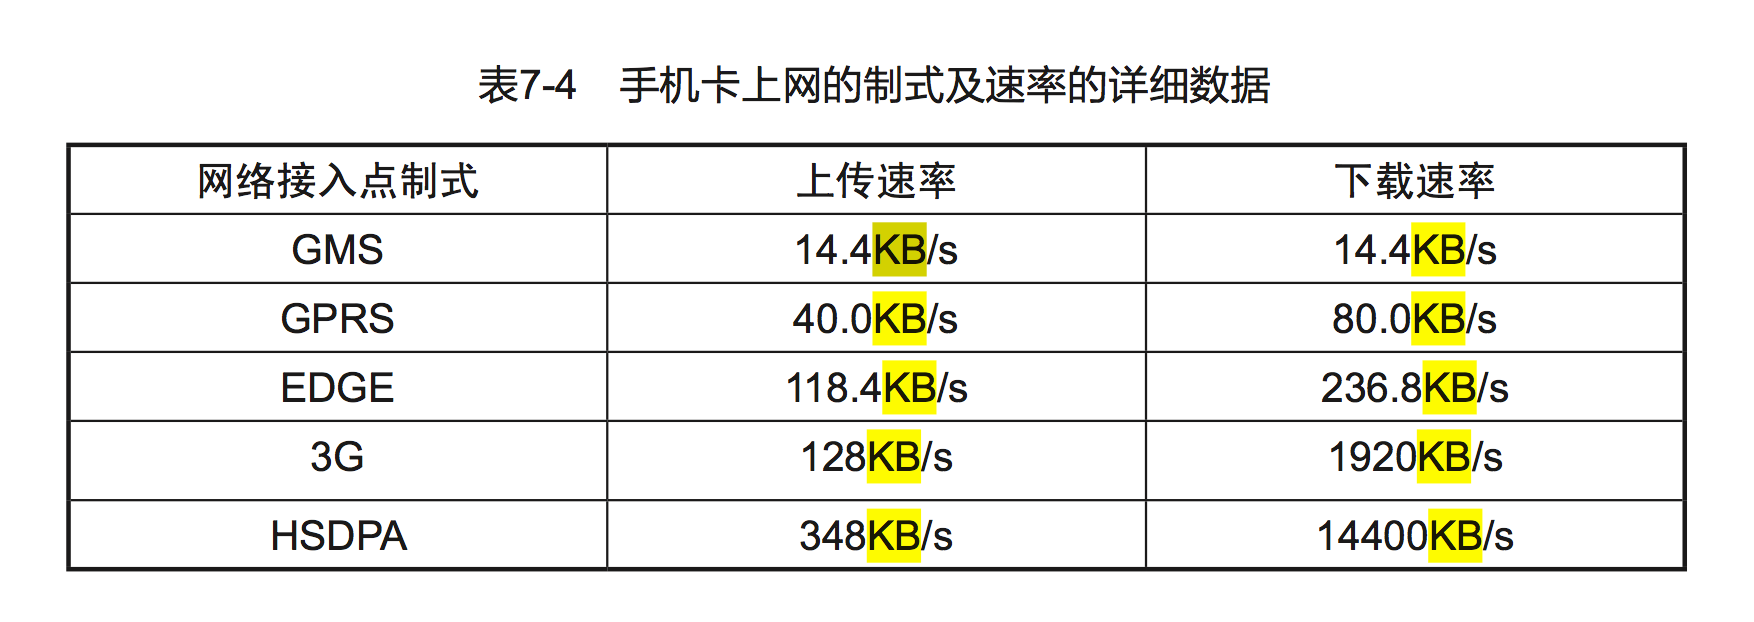 表7-4 手机卡上网的制式及速率的详细数据
网络接入点制式 上传速率 下载速率
GMS 14.4KB/s 14.4KB/s
GPRS 40.0KB/s 80.0KB/s
EDGE 118.4KB/s 236.8KB/s
3G 128KB/s 1920KB/s
HSDPA 348KB/s 14400KB/s